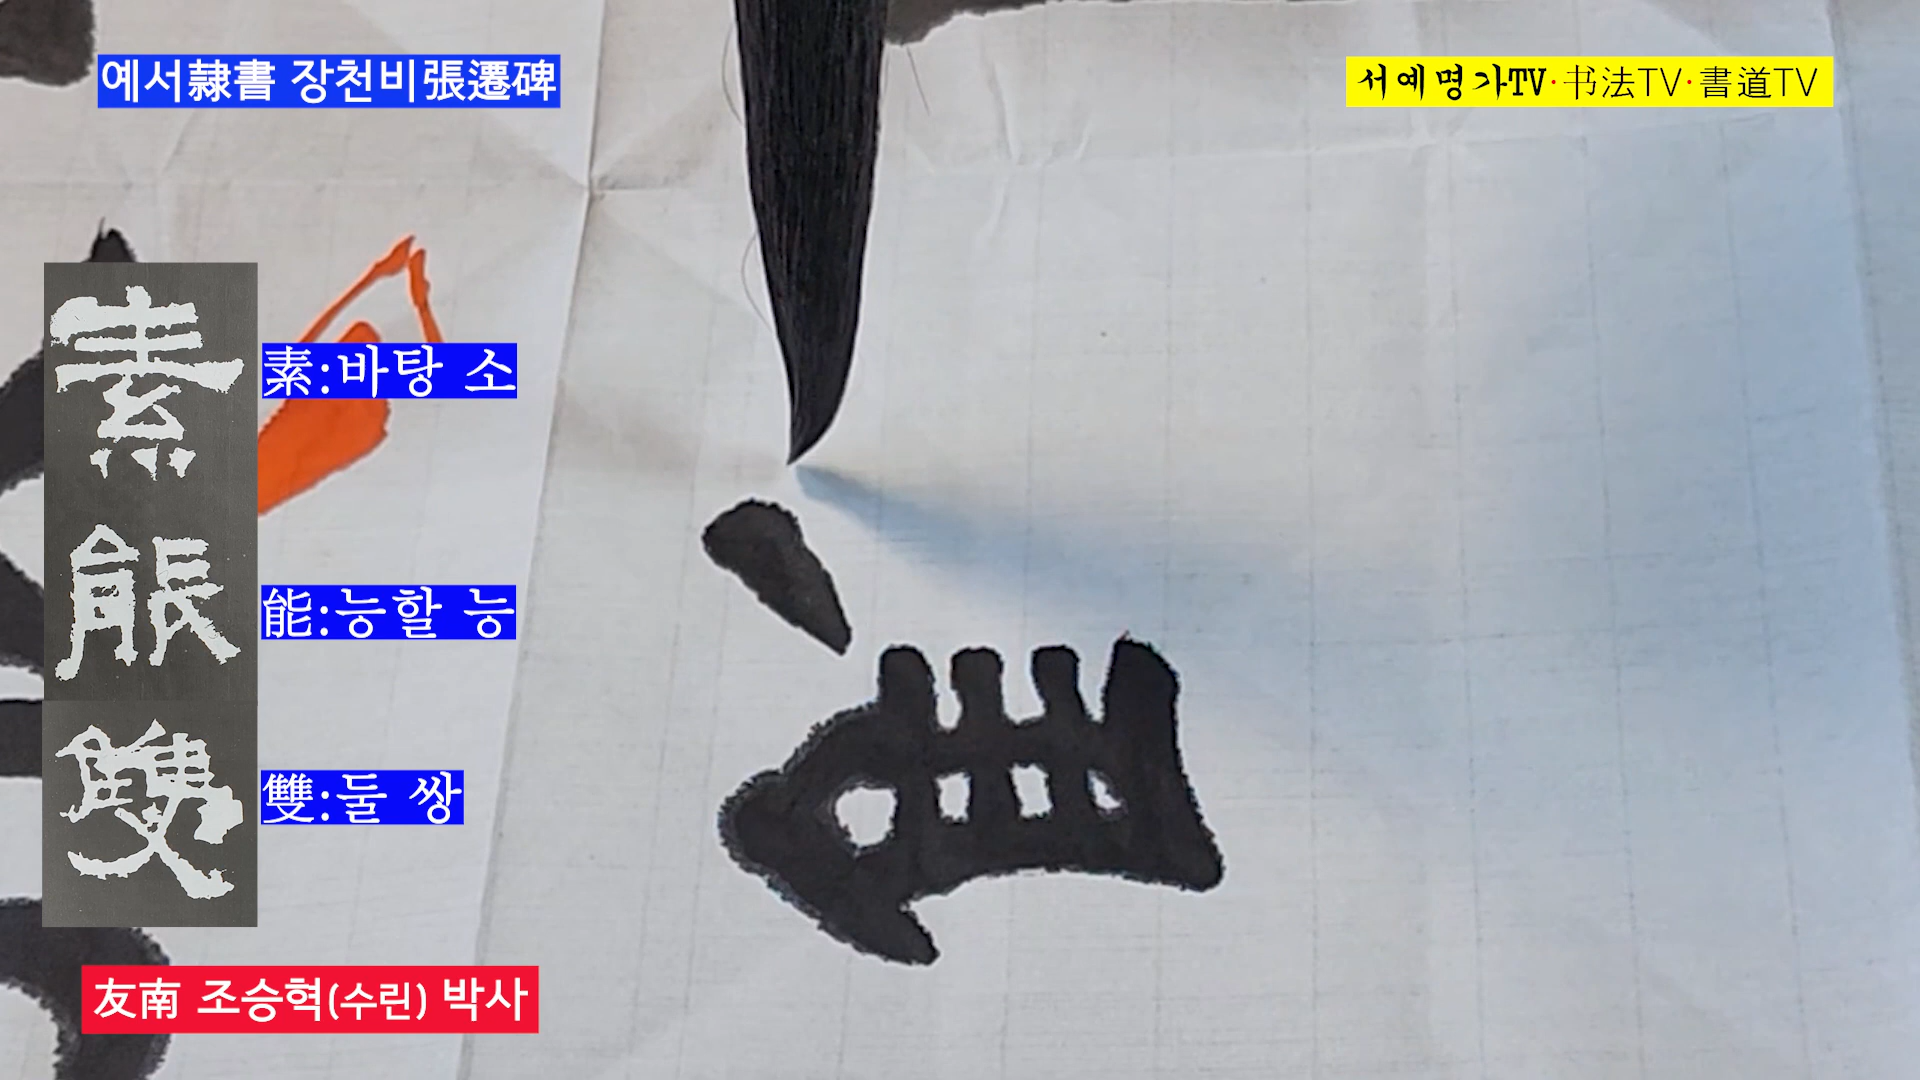 예서隷書 장천비張遷碑
서예명가TV·书法TV·書道TV
素
素:바탕 소
能
能:능할 능
雙
雙:둘 쌍
友南 조승혁(수린) 박사